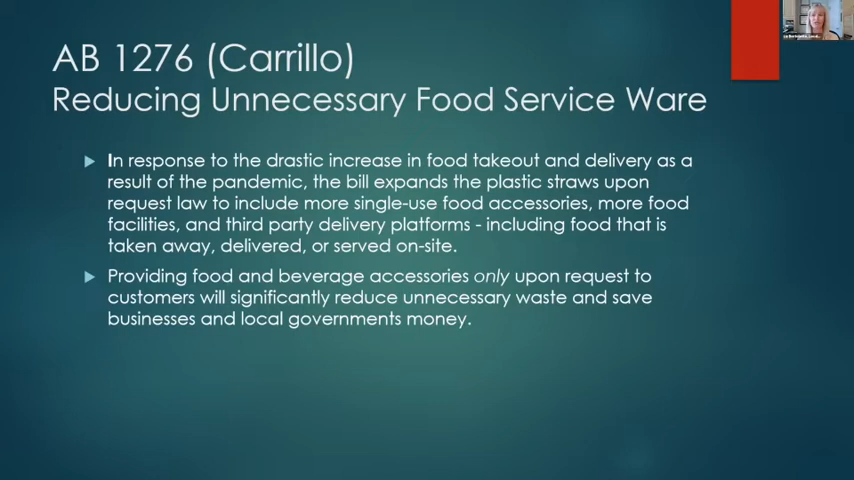 AB 1276 (Carrillo)
Reducing Unnecessary Food Service Ware
In response to the drastic increase in food takeout and delivery as a
result of the pandemic, the bill expands the plastic straws upon
request law to include more single-use food accessories, more food
facilities, and third party delivery platforms - including food that is
taken away, delivered, or served on-site.
Providing food and beverage accessories only upon request to
customers will significantly reduce unnecessary waste and save
businesses and local governments money.